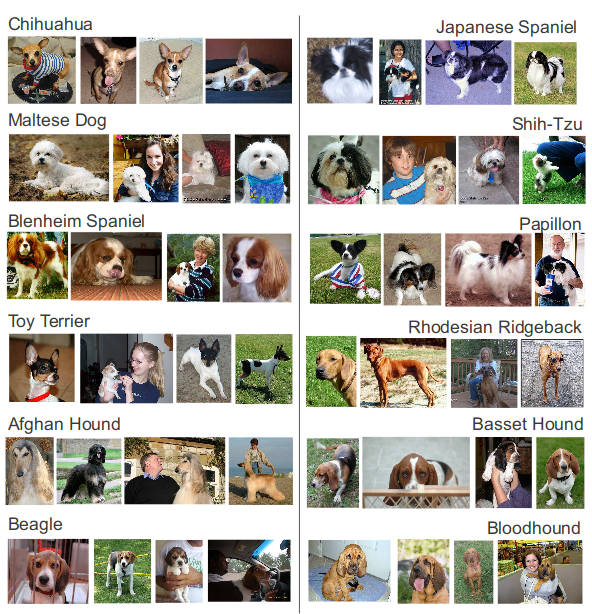 Chihuahua
Japanese Spaniel
Maltese Dog
Shih-Tzu
Blenheim Spaniel
Papillon
Toy Terrier
Rhodesian Ridgeback
Afghan Hound
Basset Hound
Beagle
Bloodhound